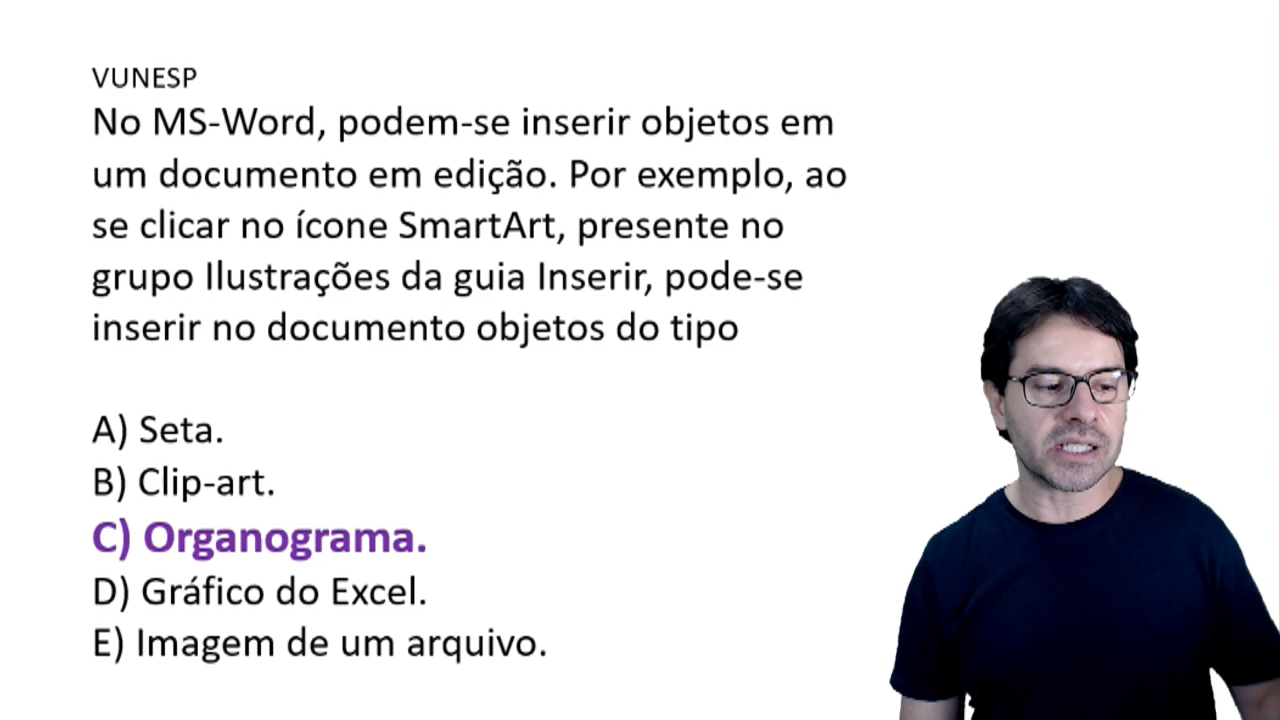 VUNESP
No MS-Word, podem-se inserir objetos em
um documento em edição. Por exemplo, ao
se clicar no ícone SmartArt, presente no
grupo Ilustrações da guia Inserir, pode-se
inserir no documento objetos do tipo
A) Seta.
B) Clip-art.
C) Organograma.
D) Gráfico do Excel.
E) Imagem de um arquivo.